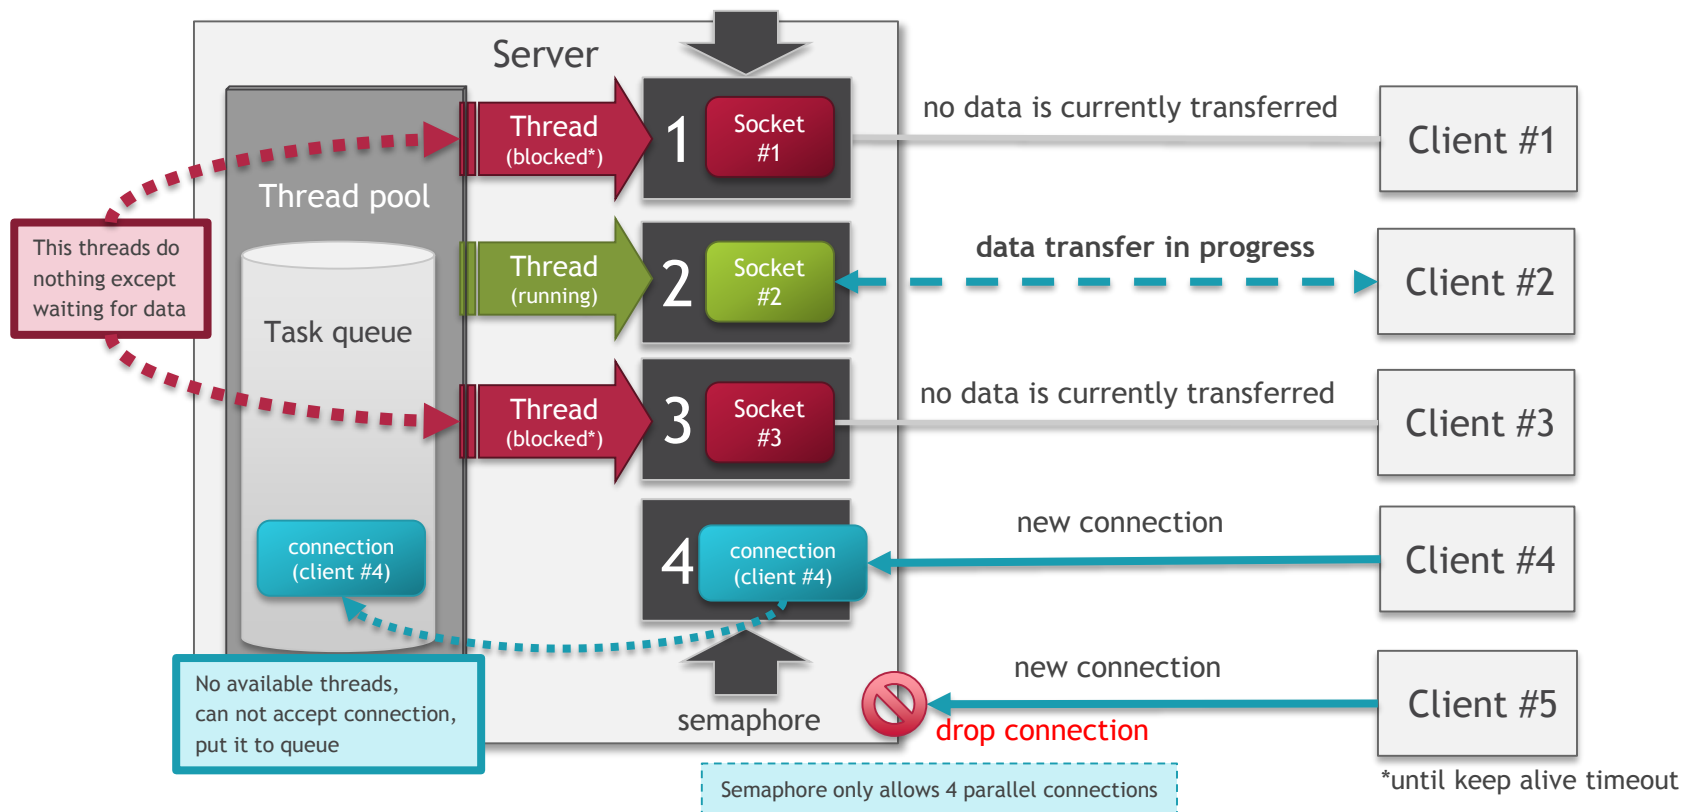 Server
Thread pool
Task queue
connection
(client #4)
This threads do
nothing except
waiting for data
Thread
(blocked*)
1
Socket
#1
no data is currently transferred
Client #1
Thread
(running)
2
Socket
#2
data transfer in progress
Client #2
Thread
(blocked*)
3
Socket
#3
no data is currently transferred
Client #3
4
connection
(client #4)
new connection
Client #4
No available threads,
can not accept connection,
put it to queue
semaphore
new connection
drop connection
Client #5
Semaphore only allows 4 parallel connections
*until keep alive timeout